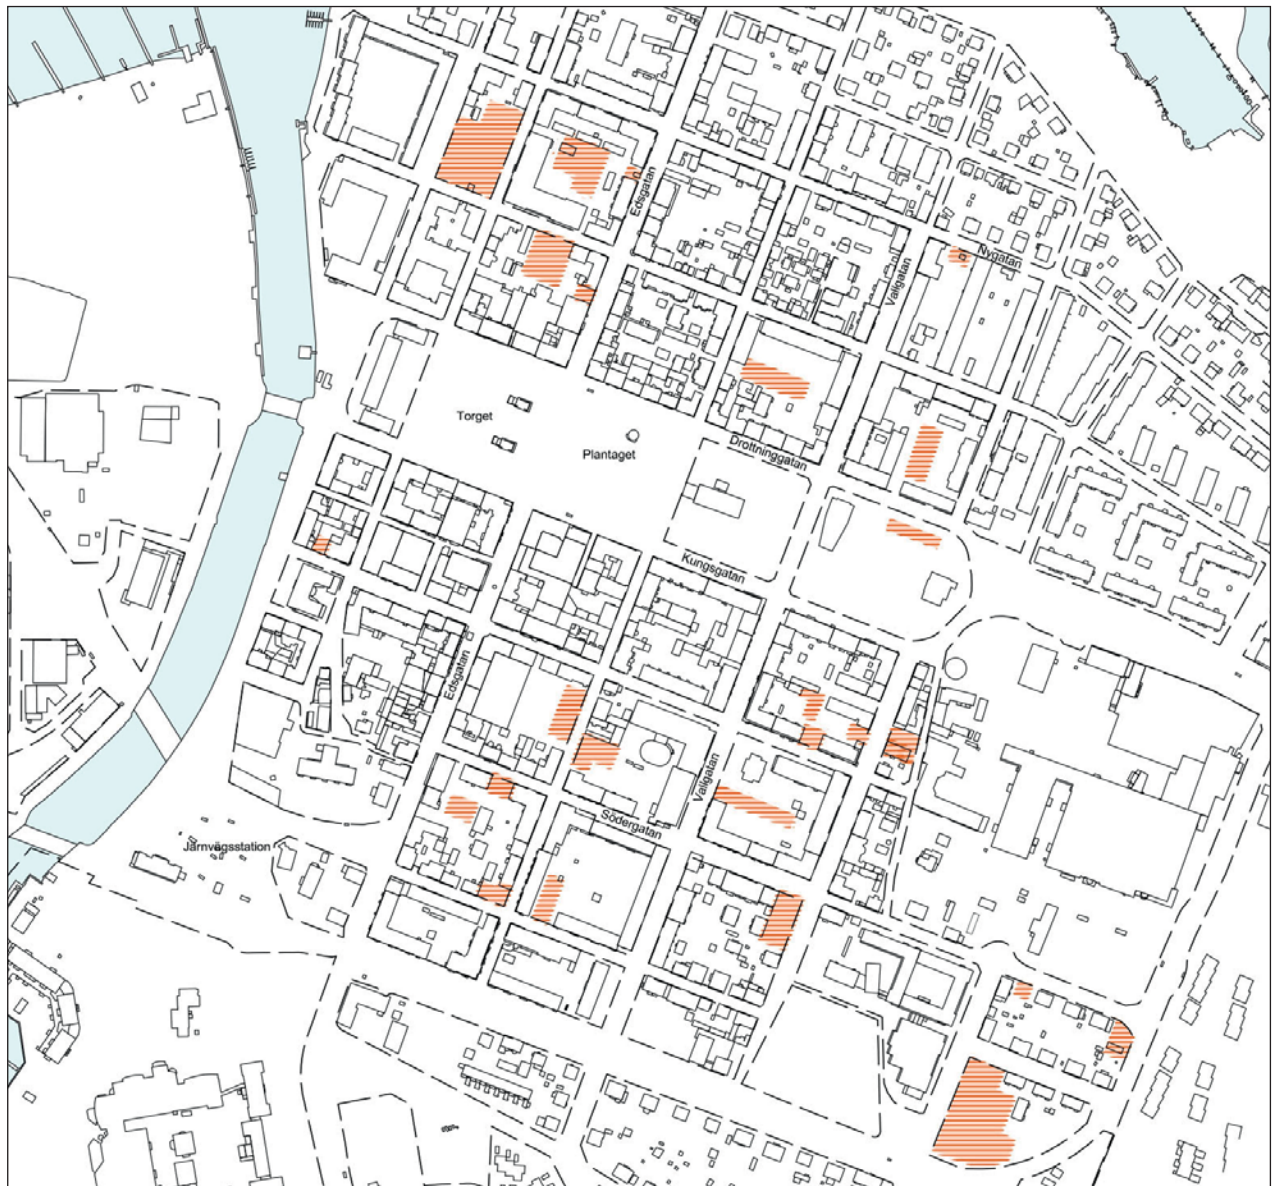 Edsgatan
Nygatan
Vallgatan
Torget
Plantaget
Drottninggatan
Kungsgatan
Edsgatan
Vallgatan
Södergatan
Järnvägsstation